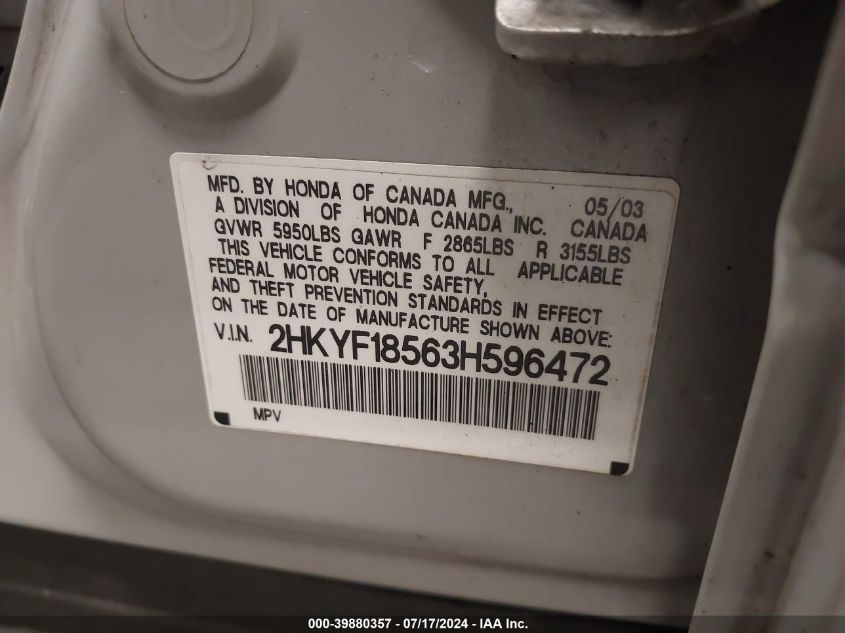 MFD. BY HONDA OF CANADA MFG., 05/03
A DIVISION OF HONDA CANADA INC. CANADA
GVWR 5950LBS GAWR F 2865LBS R 3155LBS
THIS VEHICLE CONFORMS TO ALL APPLICABLE
FEDERAL MOTOR VEHICLE SAFETY,
AND THEFT PREVENTION STANDARDS IN EFFECT
ON THE DATE OF MANUFACTURE SHOWN ABOVE:
V.I.N. 2HKYF18563H596472
MPV
000-39880357 - 07/17/2024 - IAA Inc.